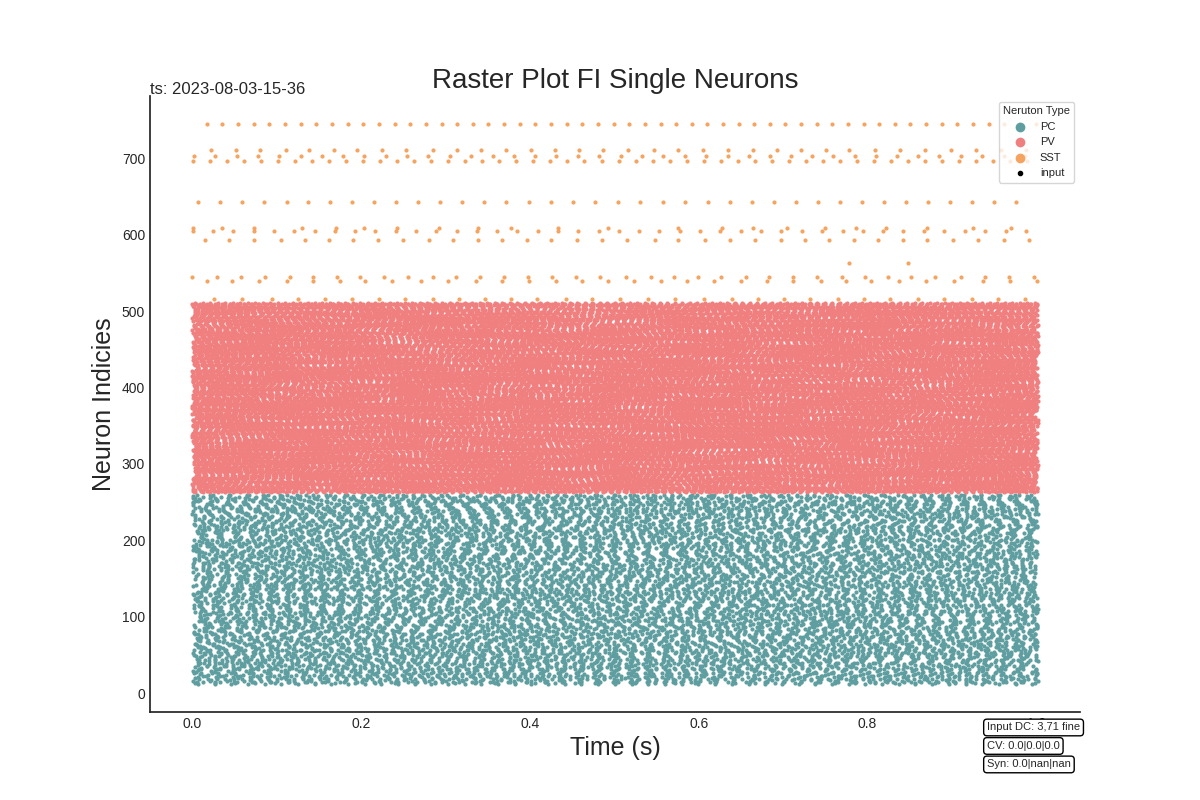 Raster Plot FI Single Neurons
ts: 2023-08-03-15-36
Neruton Type
PC
PV
SST
input
Neuron Indicies
700
600
500
400
300
200
100
0
0.0 0.2 0.4 0.6 0.8
Time (s)
Input DC: 3,71 fine
CV: 0.0|0.0|0.0
Syn: 0.0|nan|nan